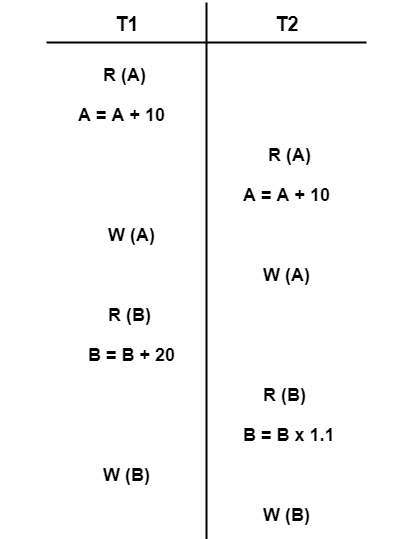 T1 T2
R (A)
A = A + 10
R (A)
A = A + 10
W (A)
W (A)
R (B)
B = B + 20
R (B)
B = B x 1.1
W (B)
W (B)